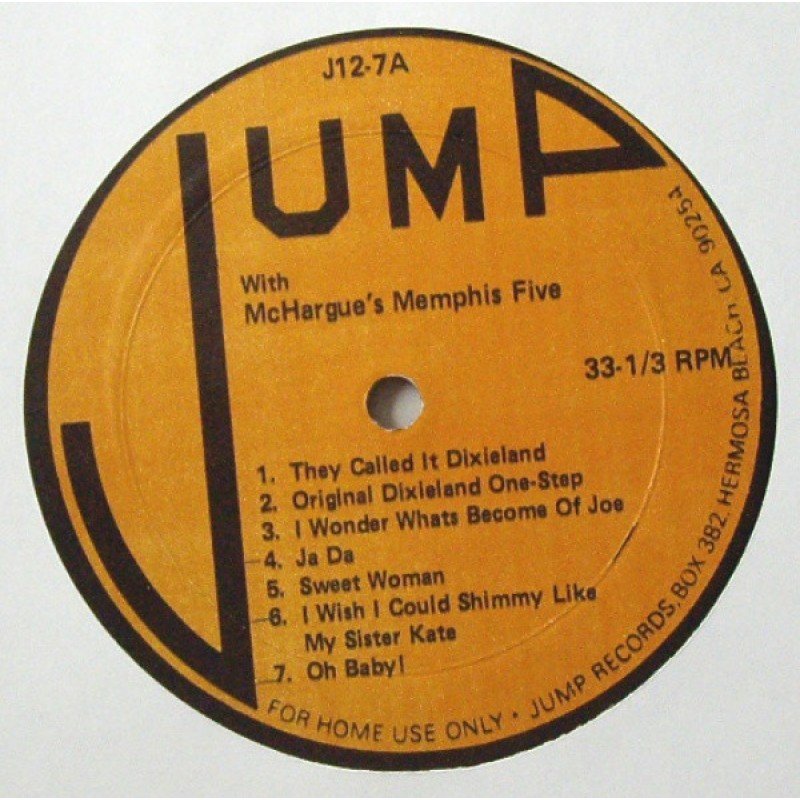 J12-7A
JUMP
With
McHargue's Memphis Five
33-1/3 RPM
1. They Called It Dixieland
2. Original Dixieland One-Step
3. I Wonder Whats Become Of Joe
4. Ja Da
5. Sweet Woman
6. I Wish I Could Shimmy Like
My Sister Kate
7. Oh Baby!
FOR HOME USE ONLY • JUMP RECORDS, BOX 382, HERMOSA BEACH CA 90254